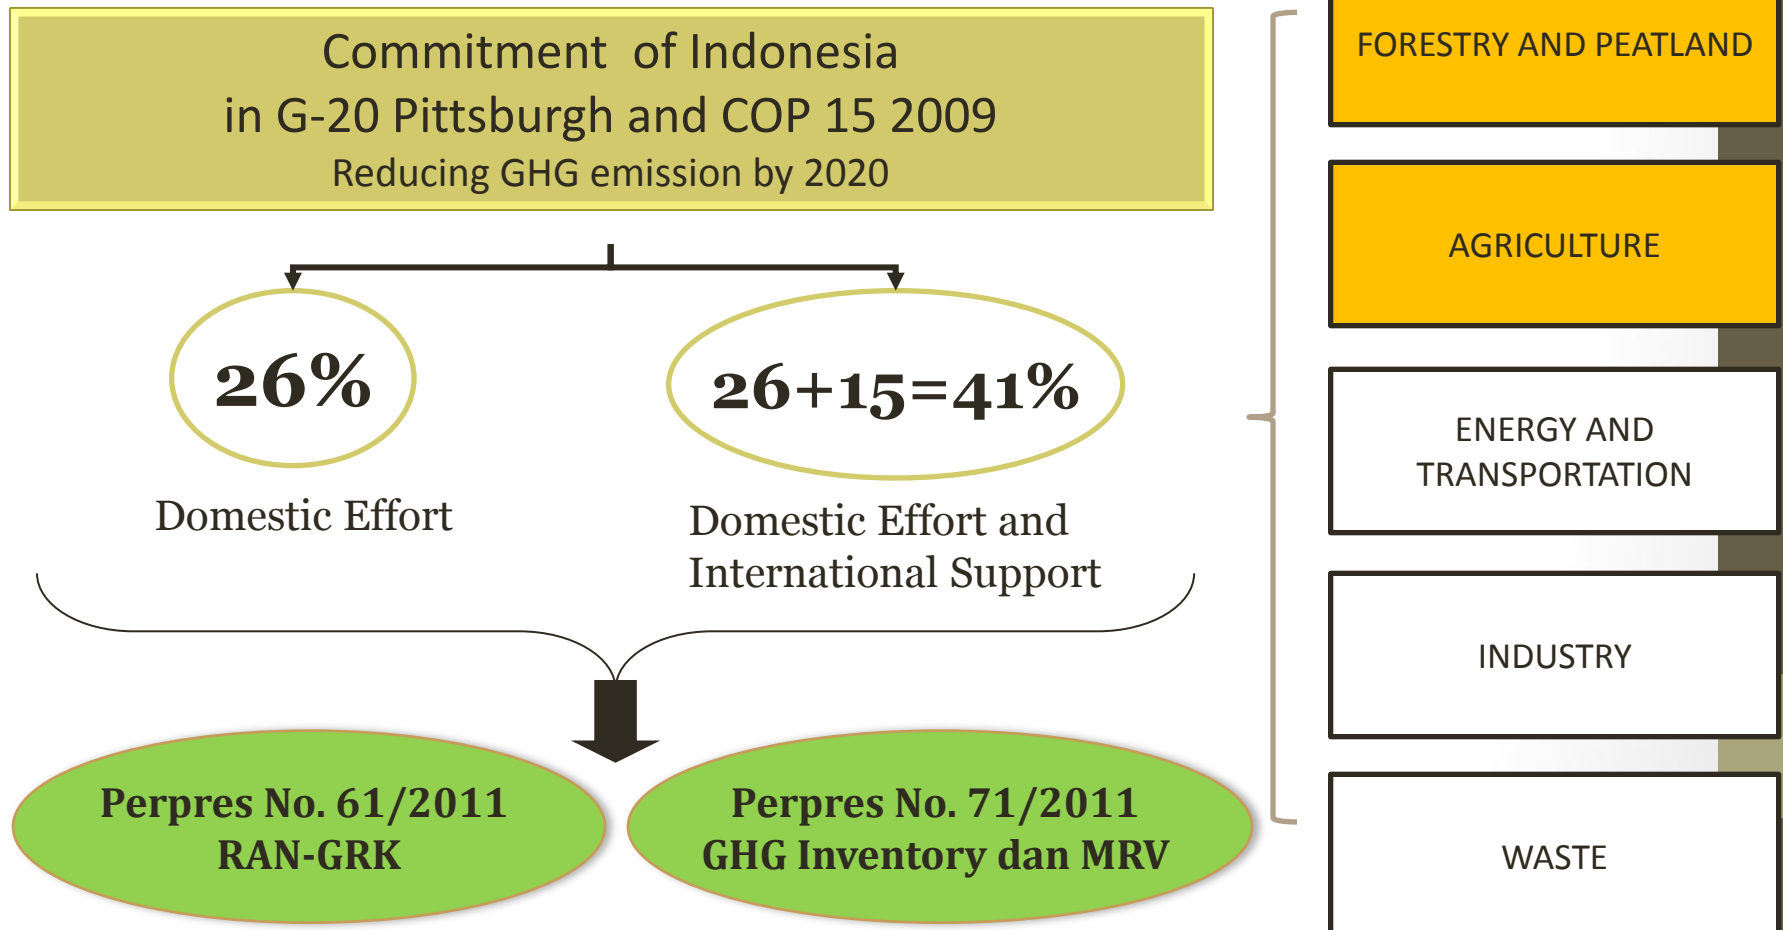 Commitment of Indonesia
in G-20 Pittsburgh and COP 15 2009
Reducing GHG emission by 2020
26%
Domestic Effort
26+15=41%
Domestic Effort and
International Support
Perpres No. 61/2011
RAN-GRK
Perpres No. 71/2011
GHG Inventory dan MRV
FORESTRY AND PEATLAND
AGRICULTURE
ENERGY AND
TRANSPORTATION
INDUSTRY
WASTE